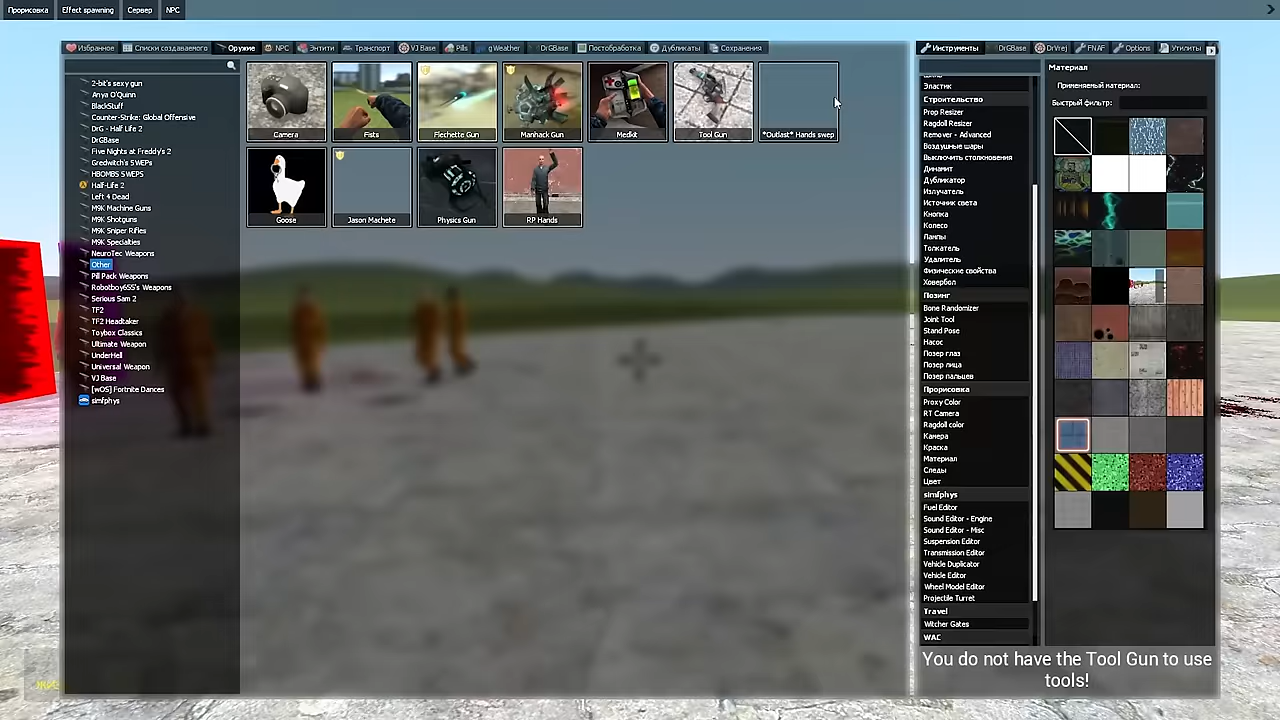 Прорисовка Effect spawning Сервер NPC
Избранное Списки создаваемого Оружие NPC Энтити Транспорт VJ Base Pills gWeather DrGBase Постобработка Дубликаты Сохранения
2-bit's sexy gun
Anya O'Quinn
BlackStuff
Counter-Strike: Global Offensive
DrG - Half Life 2
DrGBase
Five Nights at Freddy's 2
Gredwitch's SWEPs
HBOMBS SWEPS
Half-Life 2
Left 4 Dead
M9K Machine Guns
M9K Shotguns
M9K Sniper Rifles
M9K Specialties
NeuroTec Weapons
Other
Pill Pack Weapons
Robotboy655's Weapons
Serious Sam 2
TF2
TF2 Headtaker
Toybox Classics
Ultimate Weapon
UnderHell
Universal Weapon
VJ Base
[wOS] Fortnite Dances
simfphys
Camera Fists Flechette Gun Manhack Gun Medkit Tool Gun *Outlast* Hands swep
Goose Jason Machete Physics Gun RP Hands
Инструменты DrGBase DrVrej FNAF Options Утилиты
Эластик
Строительство
Prop Resizer
Ragdoll Resizer
Remover - Advanced
Воздушные шары
Выключить столкновения
Динамит
Дубликатор
Излучатель
Источник света
Кнопка
Колесо
Лампы
Толкатель
Удалитель
Физические свойства
Ховербол
Позинг
Bone Randomizer
Joint Tool
Stand Pose
Насос
Позер глаз
Позер лица
Позер пальцев
Прорисовка
Proxy Color
RT Camera
Ragdoll color
Камера
Краска
Материал
Следы
Цвет
simfphys
Fuel Editor
Sound Editor - Engine
Sound Editor - Misc
Suspension Editor
Transmission Editor
Vehicle Duplicator
Vehicle Editor
Wheel Model Editor
Projectile Turret
Travel
Witcher Gates
WAC
Материал
Применяемый материал:
Быстрый фильтр:
You do not have the Tool Gun to use
tools!